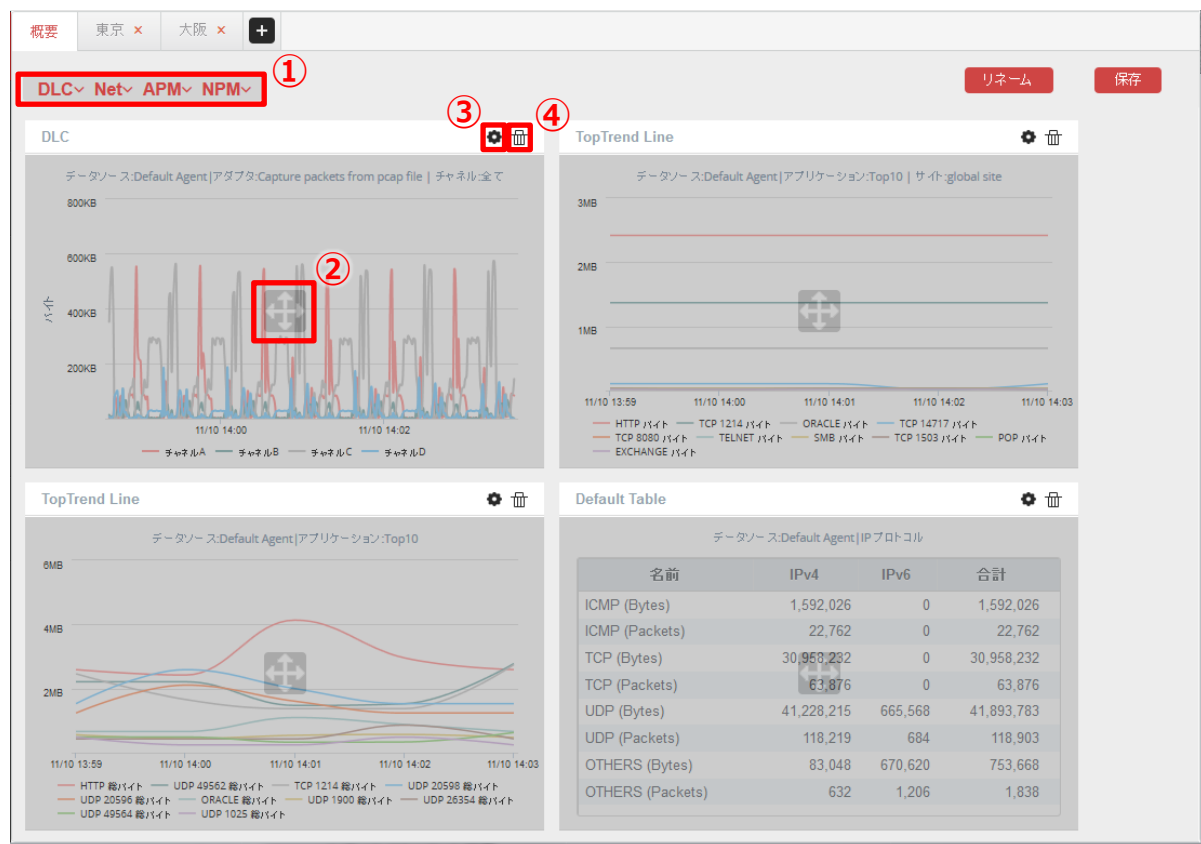 概要 東京 × 大阪 × +
①
DLC Net APM NPM
リネーム 保存
③ ④
DLC
データソース:Default Agent|アダプタ:Capture packets from pcap file | チャネル:全て
800KB
600KB
②
400KB
200KB
バイト
11/10 14:00 11/10 14:02
チャネルA チャネルB チャネルC チャネルD
TopTrend Line
データソース:Default Agent|アプリケーション:Top10 | サイト:global site
3MB
2MB
1MB
11/10 13:59 11/10 14:00 11/10 14:01 11/10 14:02 11/10 14:03
HTTP バイト TCP 1214 バイト ORACLE バイト TCP 14717 バイト
TCP 8080 バイト TELNET バイト SMB バイト TCP 1503 バイト POP バイト
EXCHANGE バイト
TopTrend Line
データソース:Default Agent|アプリケーション:Top10
6MB
4MB
2MB
11/10 13:59 11/10 14:00 11/10 14:01 11/10 14:02 11/10 14:03
HTTP 総バイト UDP 49562 総バイト TCP 1214 総バイト UDP 20598 総バイト
UDP 20596 総バイト ORACLE 総バイト UDP 1900 総バイト UDP 26354 総バイト
UDP 49564 総バイト UDP 1025 総バイト
Default Table
データソース:Default Agent|IPプロトコル
名前 IPv4 IPv6 合計
ICMP (Bytes) 1,592,026 0 1,592,026
ICMP (Packets) 22,762 0 22,762
TCP (Bytes) 30,958,232 0 30,958,232
TCP (Packets) 63,876 0 63,876
UDP (Bytes) 41,228,215 665,568 41,893,783
UDP (Packets) 118,219 684 118,903
OTHERS (Bytes) 83,048 670,620 753,668
OTHERS (Packets) 632 1,206 1,838